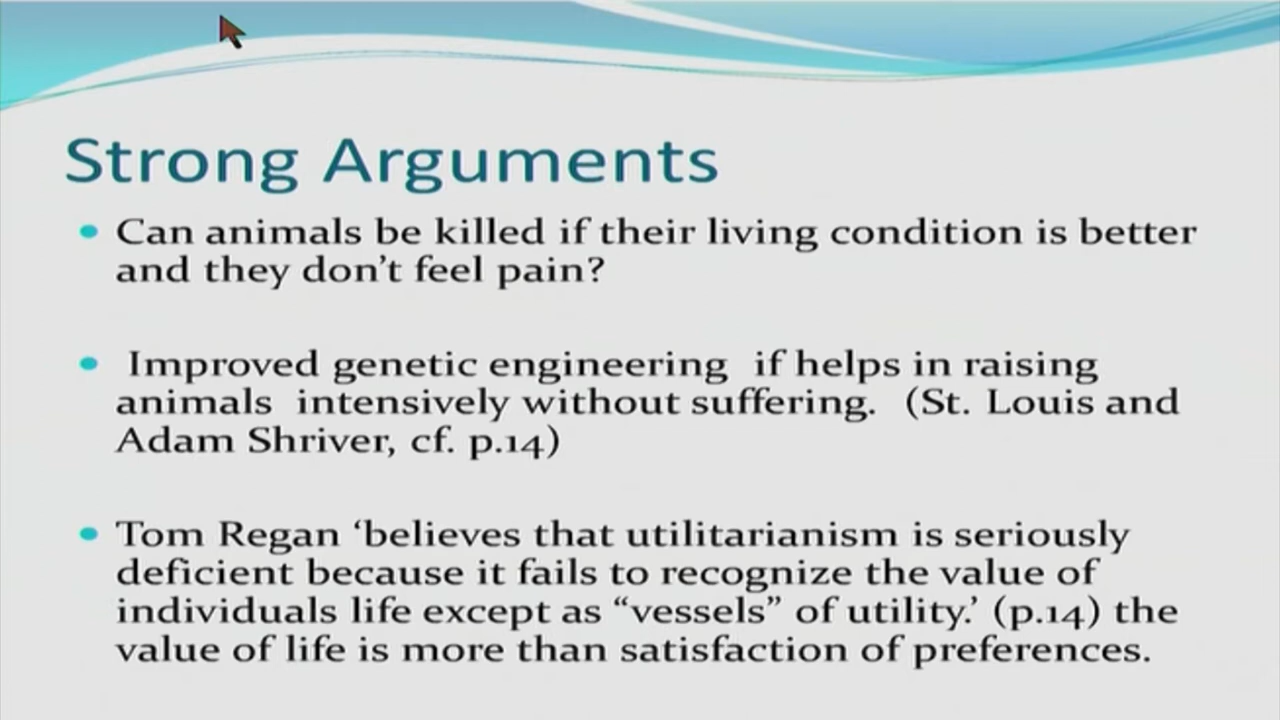 Strong Arguments
• Can animals be killed if their living condition is better
and they don't feel pain?
• Improved genetic engineering if helps in raising
animals intensively without suffering. (St. Louis and
Adam Shriver, cf. p.14)
• Tom Regan ‘believes that utilitarianism is seriously
deficient because it fails to recognize the value of
individuals life except as “vessels” of utility.’ (p.14) the
value of life is more than satisfaction of preferences.